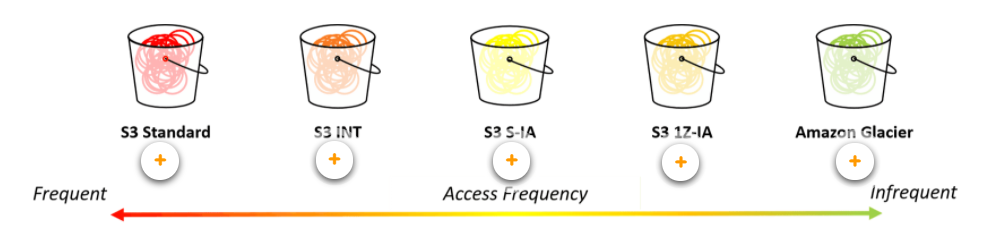 S3 Standard
S3 INT
S3 S-IA
S3 1Z-IA
Amazon Glacier
Frequent
Access Frequency
Infrequent